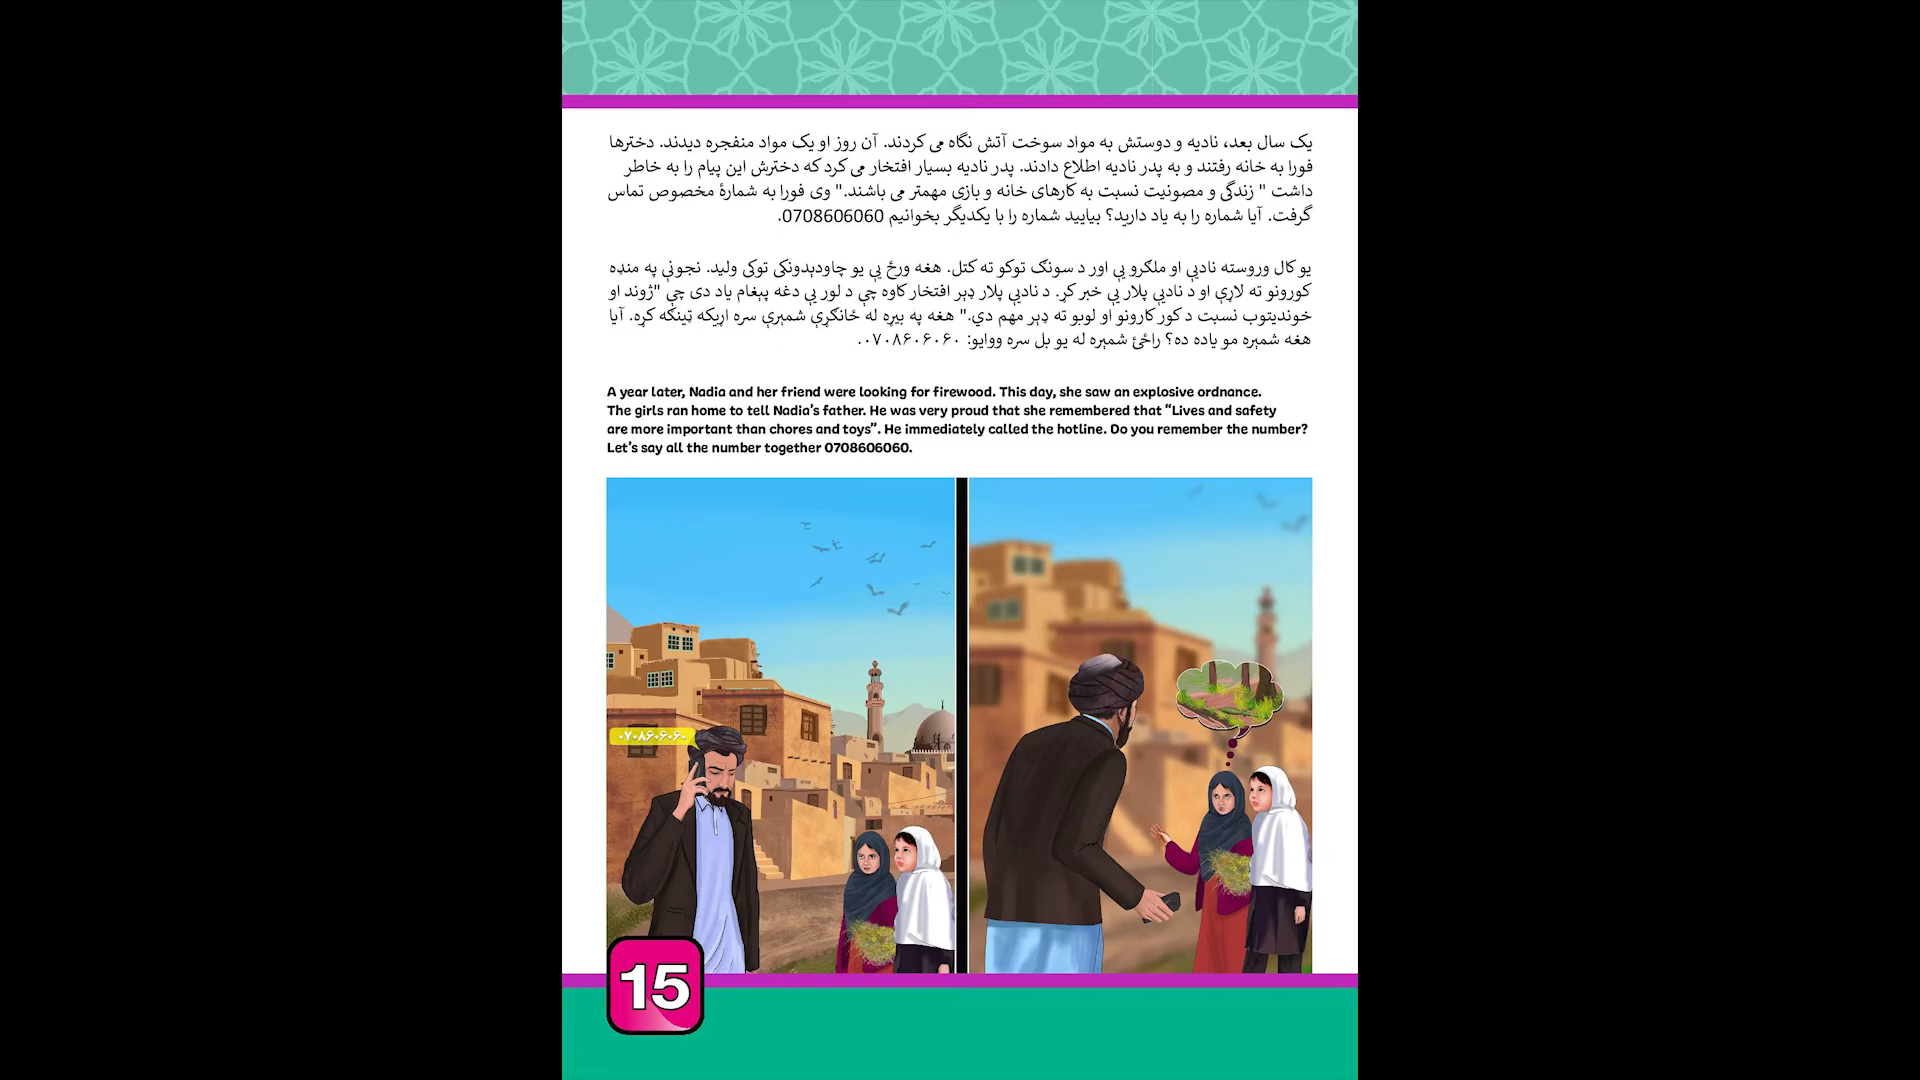 یک سال بعد، نادیه و دوستش به مواد سوخت آتش نگاه می کردند. آن روز او یک مواد منفجره دیدند. دخترها
فورا به خانه رفتند و به پدر نادیه اطلاع دادند. پدر نادیه بسیار افتخار می کرد که دخترش این پیام را به خاطر
داشت " زندگی و مصونیت نسبت به کارهای خانه و بازی مهمتر می باشند." وی فورا به شمارۀ مخصوص تماس
گرفت. آیا شماره را به یاد دارید؟ بیایید شماره را با یکدیگر بخوانیم 0708606060.
یو کال وروسته نادیې او ملګرو یې اور د سونګ توکو ته کتل. هغه ورځ یې یو چاودېدونکی توکی ولید. نجونې په منډه
کورونو ته لاړې او د نادیې پلار یې خبر کړ. د نادیې پلار ډېر افتخار کاوه چې د لور یې دغه پېغام یاد دی چې "ژوند او
خوندیتوب نسبت د کور کارونو او لوبو ته ډېر مهم دي." هغه په بیړه له ځانګړې شمېرې سره اړیکه ټینګه کړه. آیا
هغه شمېره مو یاده ده؟ راځئ شمېره له یو بل سره ووایو: ۰۷۰۸۶۰۶۰۶۰.
A year later, Nadia and her friend were looking for firewood. This day, she saw an explosive ordnance.
The girls ran home to tell Nadia’s father. He was very proud that she remembered that “Lives and safety
are more important than chores and toys”. He immediately called the hotline. Do you remember the number?
Let’s say all the number together 0708606060.
۰۷۰۸۶۰۶۰۶۰
15